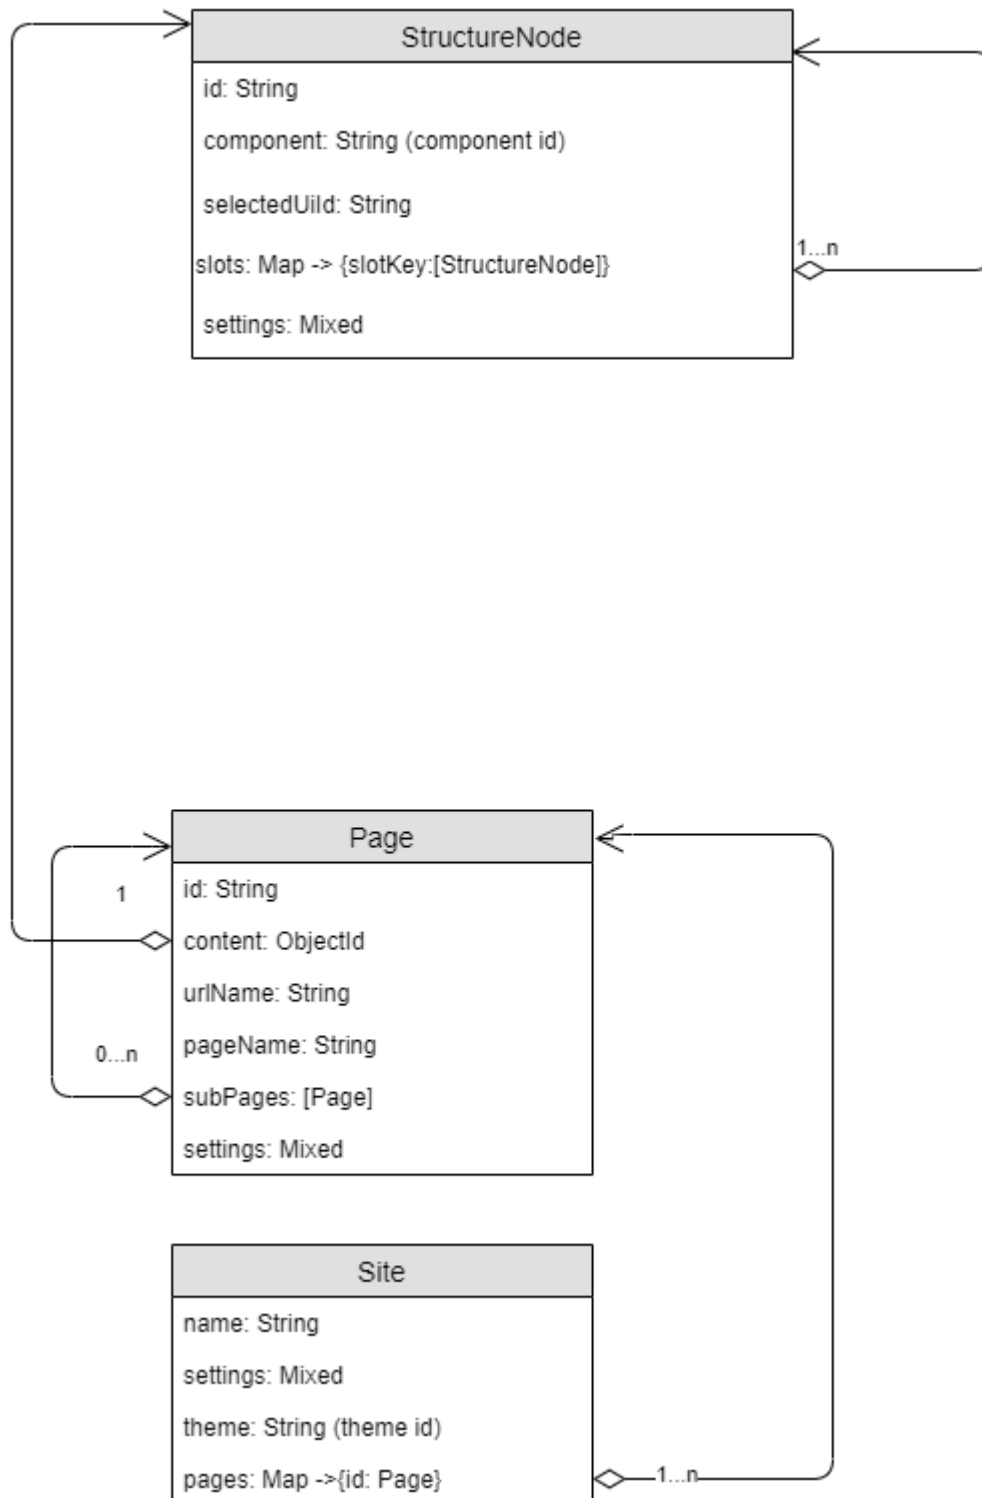 StructureNode
id: String
component: String (component id)
selectedUiId: String
1...n
slots: Map -> {slotKey:[StructureNode]}
settings: Mixed
Page
id: String
1
content: ObjectId
urlName: String
pageName: String
0...n
subPages: [Page]
settings: Mixed
Site
name: String
settings: Mixed
theme: String (theme id)
pages: Map ->{id: Page}
1...n